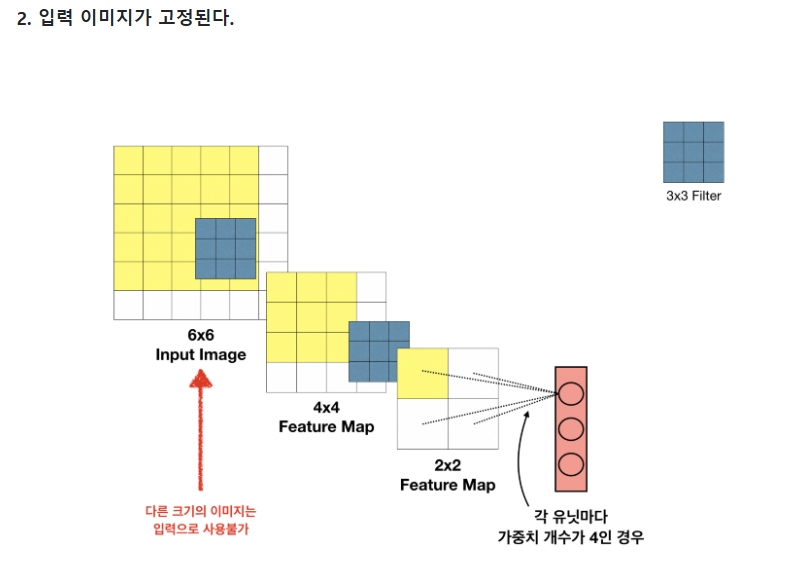 2. 입력 이미지가 고정된다.
3x3 Filter
6x6
Input Image
4x4
Feature Map
2x2
Feature Map
다른 크기의 이미지는
입력으로 사용불가
각 유닛마다
가중치 개수가 4인 경우